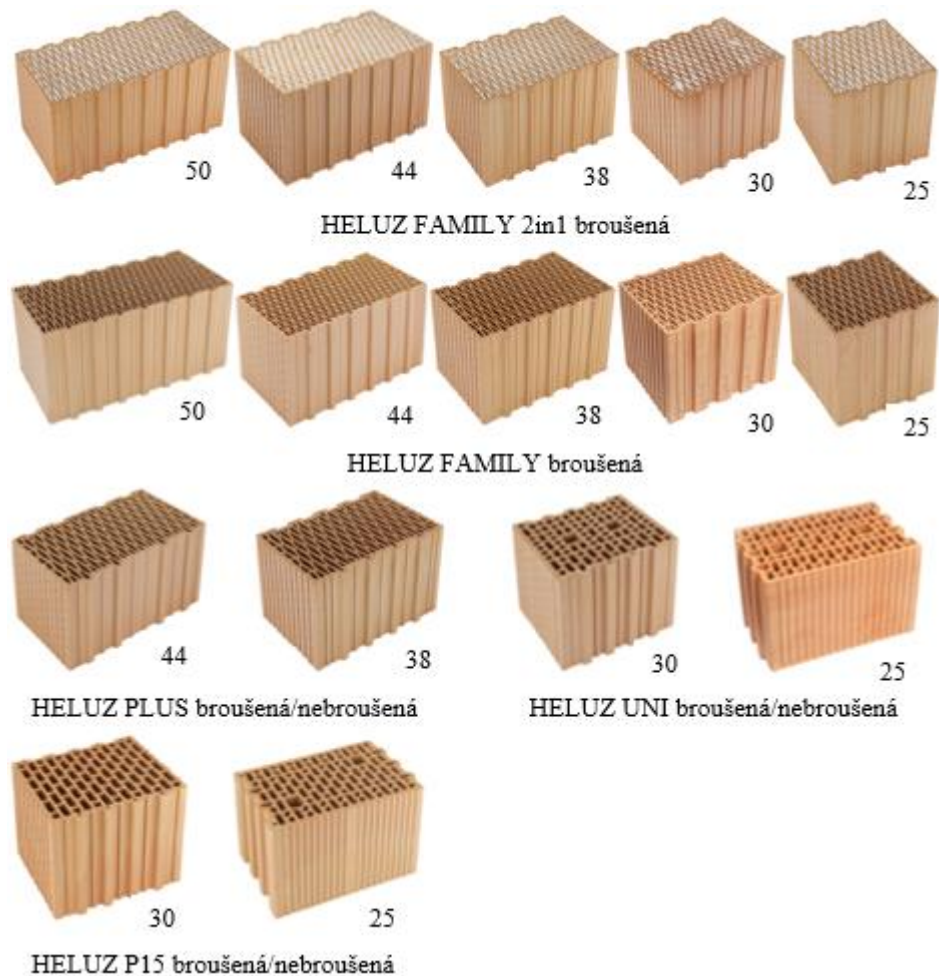 50 44 38 30 25
HELUZ FAMILY 2in1 broušená
50 44 38 30 25
HELUZ FAMILY broušená
44 38 30 25
HELUZ PLUS broušená/nebroušená HELUZ UNI broušená/nebroušená
30 25
HELUZ P15 broušená/nebroušená